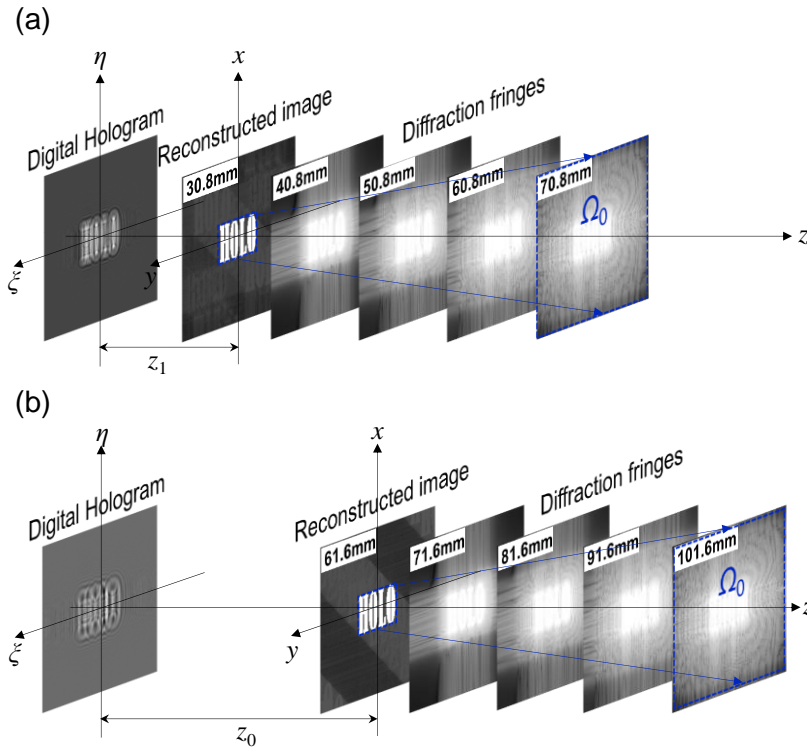 (a)
η
x
Digital Hologram
Reconstructed image
Diffraction fringes
30.8mm
40.8mm
50.8mm
60.8mm
70.8mm
Ω₀
HOLO
HOLO
z
ξ
y
z₁
(b)
η
x
Digital Hologram
Reconstructed image
Diffraction fringes
61.6mm
71.6mm
81.6mm
91.6mm
101.6mm
Ω₀
HOLO
z
ξ
y
z₀